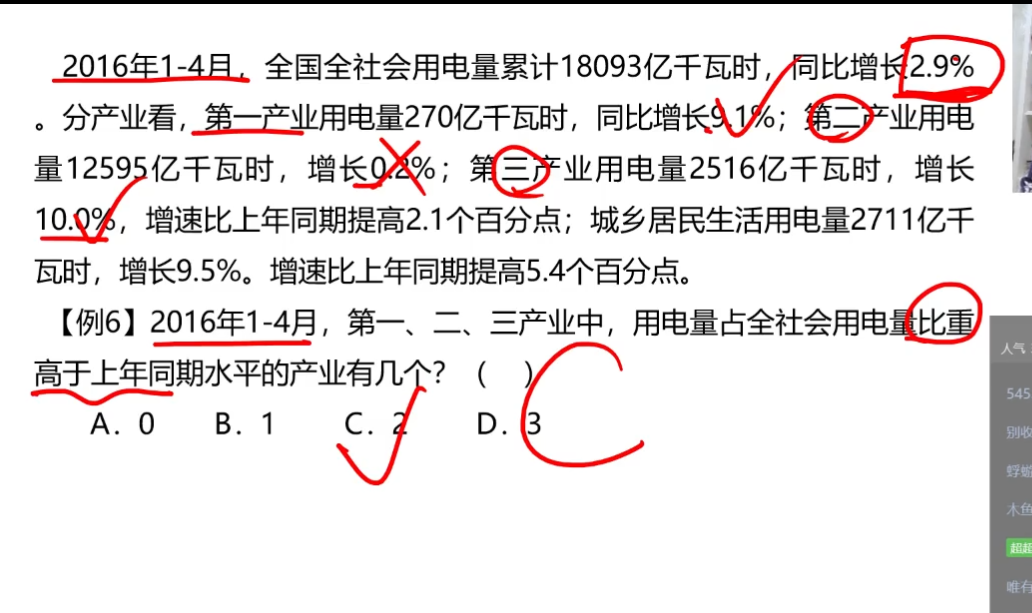 2016年1-4月，全国全社会用电量累计18093亿千瓦时，同比增长2.9%
。分产业看，第一产业用电量270亿千瓦时，同比增长9.1%；第二产业用电
量12595亿千瓦时，增长0.2%；第三产业用电量2516亿千瓦时，增长
10.0%，增速比上年同期提高2.1个百分点；城乡居民生活用电量2711亿千
瓦时，增长9.5%。增速比上年同期提高5.4个百分点。
【例6】2016年1-4月，第一、二、三产业中，用电量占全社会用电量比重
高于上年同期水平的产业有几个？（ ）
A．0 B．1 C．2 D．3
C
人气
545
别收
蜉蝣
木鱼
超超
唯有